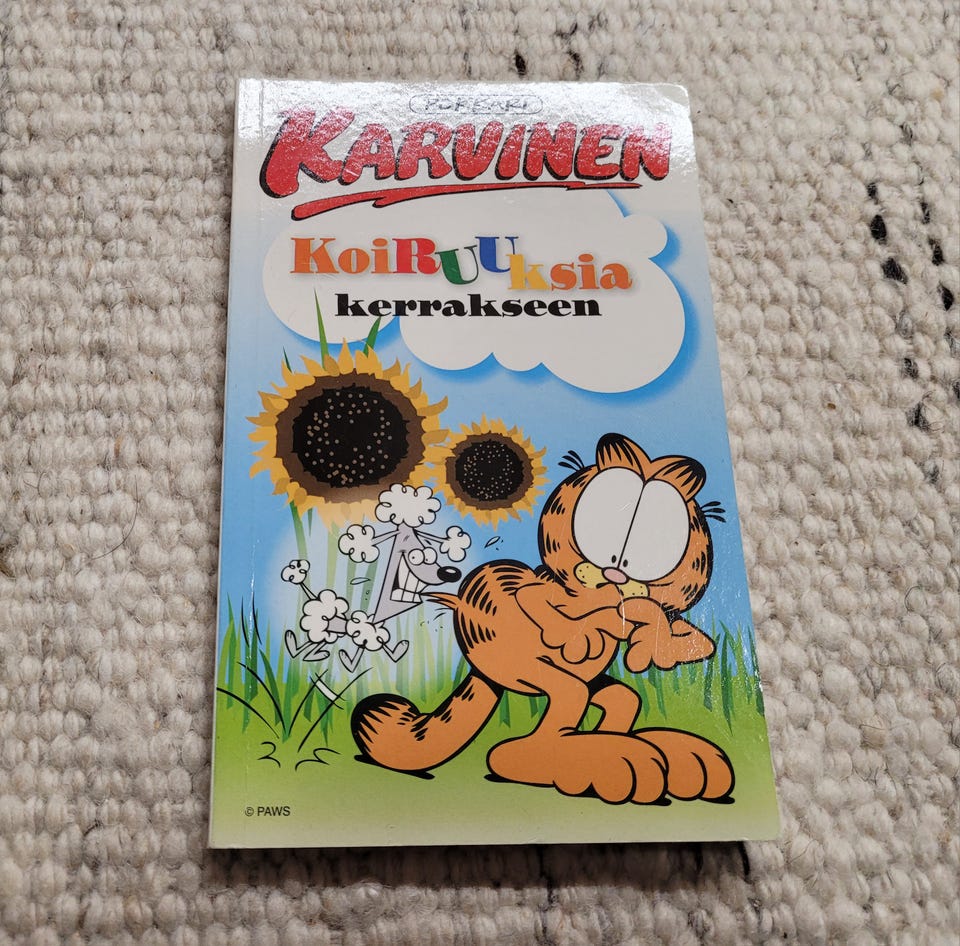 POKKARI
KARVINEN
KoiRUUksia
kerrakseen
© PAWS